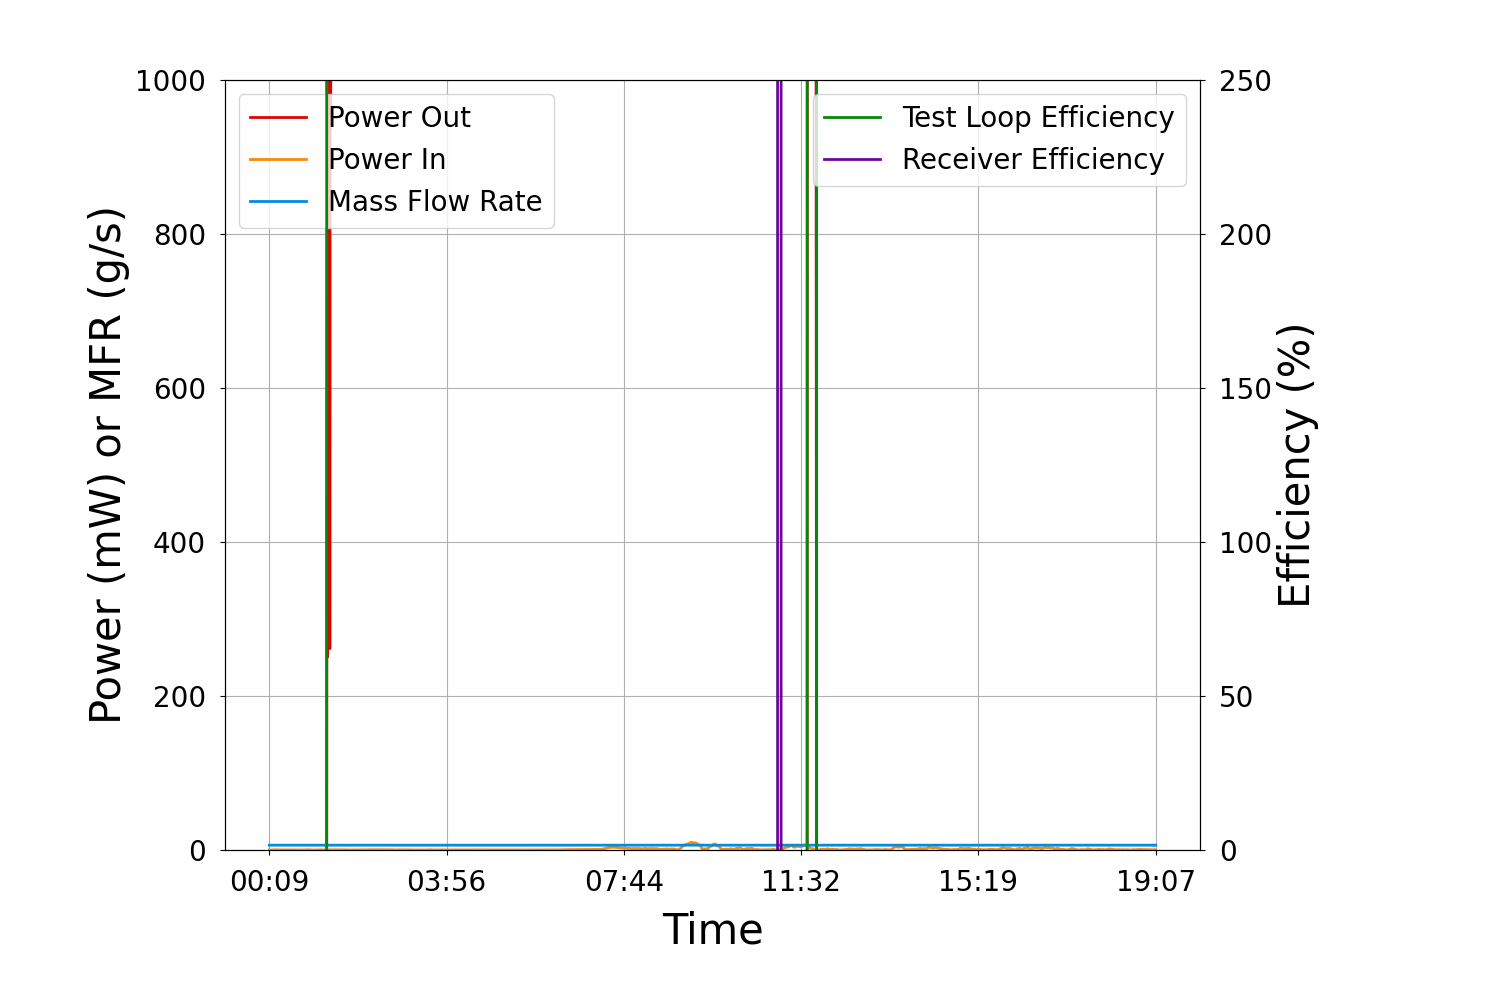 1000
800
600
400
200
0
Power (mW) or MFR (g/s)
Power Out
Power In
Mass Flow Rate
Test Loop Efficiency
Receiver Efficiency
250
200
150
100
50
0
Efficiency (%)
00:09 03:56 07:44 11:32 15:19 19:07
Time